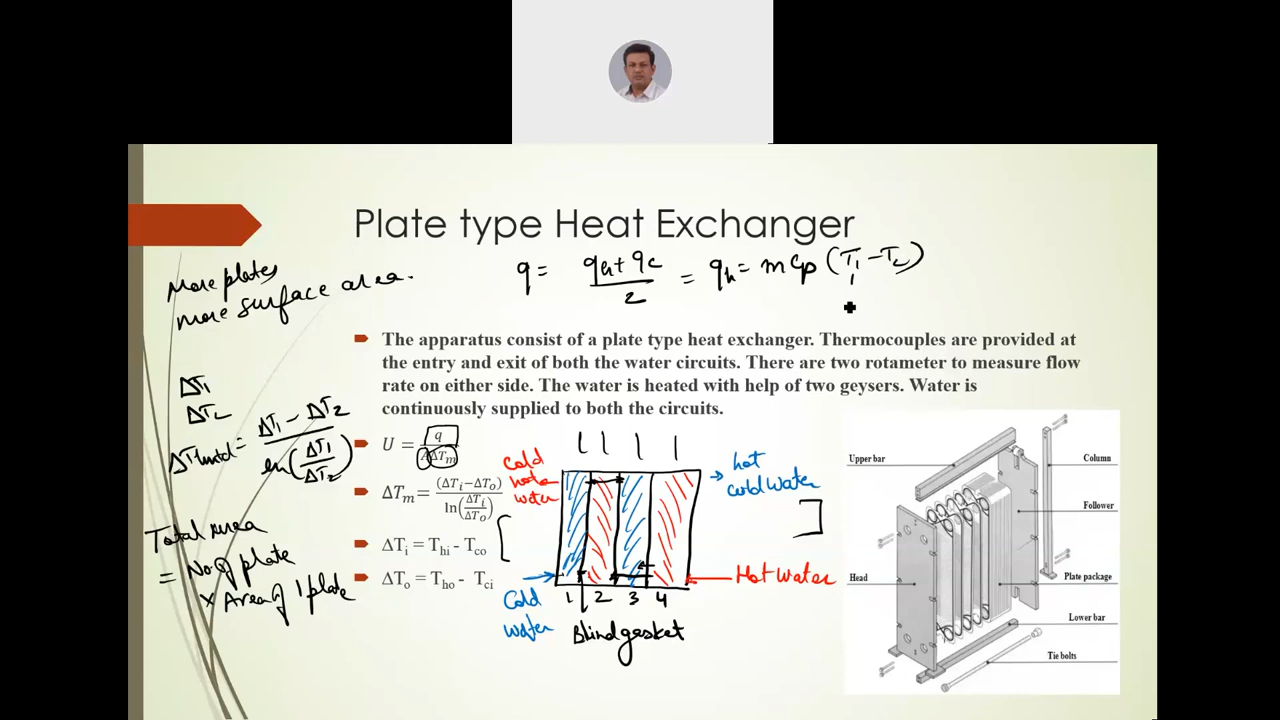 Plate type Heat Exchanger
q = qh + qc / 2 = qh = m Cp (T1 - T2)
More plates
more surface area.
The apparatus consist of a plate type heat exchanger. Thermocouples are provided at
the entry and exit of both the water circuits. There are two rotameter to measure flow
rate on either side. The water is heated with help of two geysers. Water is
continuously supplied to both the circuits.
ΔT1
ΔT2
ΔTlmtd = ΔT1 - ΔT2 / ln(ΔT1/ΔT2)
U = q / AΔTm
ΔTm = (ΔTi−ΔTo) / ln(ΔTi/ΔTo)
ΔTi = Thi - Tco
ΔTo = Tho - Tci
Total area
= No of plate
× Area of 1 plate
cold
water
hot
cold water
Hot water
Cold
water
1 2 3 4
Blind gasket
Upper bar
Column
Follower
Head
Plate package
Lower bar
Tie bolts